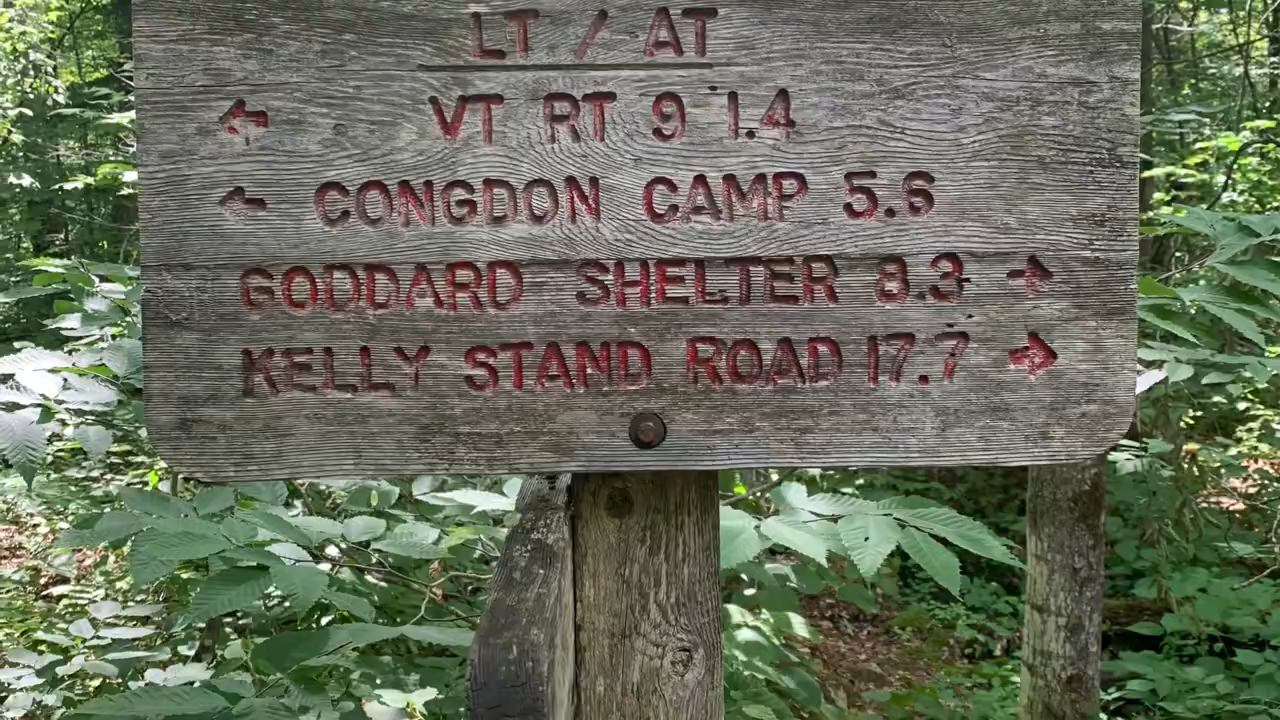 LT / AT
← VT RT 9 1.4
← CONGDON CAMP 5.6
GODDARD SHELTER 8.3 →
KELLY STAND ROAD 17.7 →